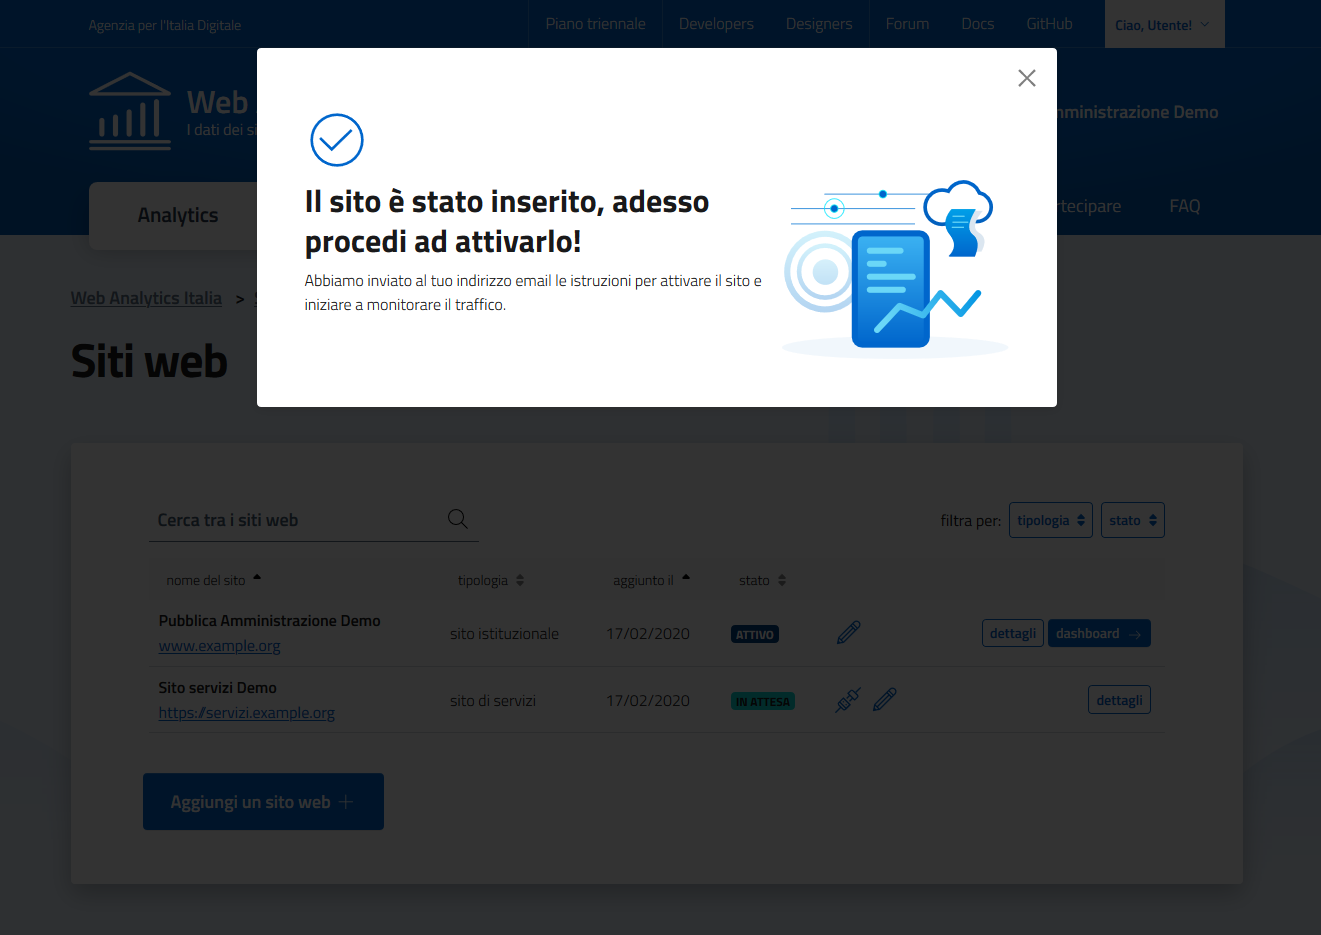 Agenzia per l'Italia Digitale
Piano triennale
Developers
Designers
Forum
Docs
GitHub
Ciao, Utente!
Web
I dati dei si
Amministrazione Demo
Analytics
FAQ
Il sito è stato inserito, adesso
procedi ad attivarlo!
Abbiamo inviato al tuo indirizzo email le istruzioni per attivare il sito e
iniziare a monitorare il traffico.
Web Analytics Italia >
Siti web
Cerca tra i siti web
filtra per: tipologia stato
nome del sito tipologia aggiunto il stato
Pubblica Amministrazione Demo
www.example.org
sito istituzionale 17/02/2020 ATTIVO dettagli dashboard →
Sito servizi Demo
https://servizi.example.org
sito di servizi 17/02/2020 IN ATTESA dettagli
Aggiungi un sito web +